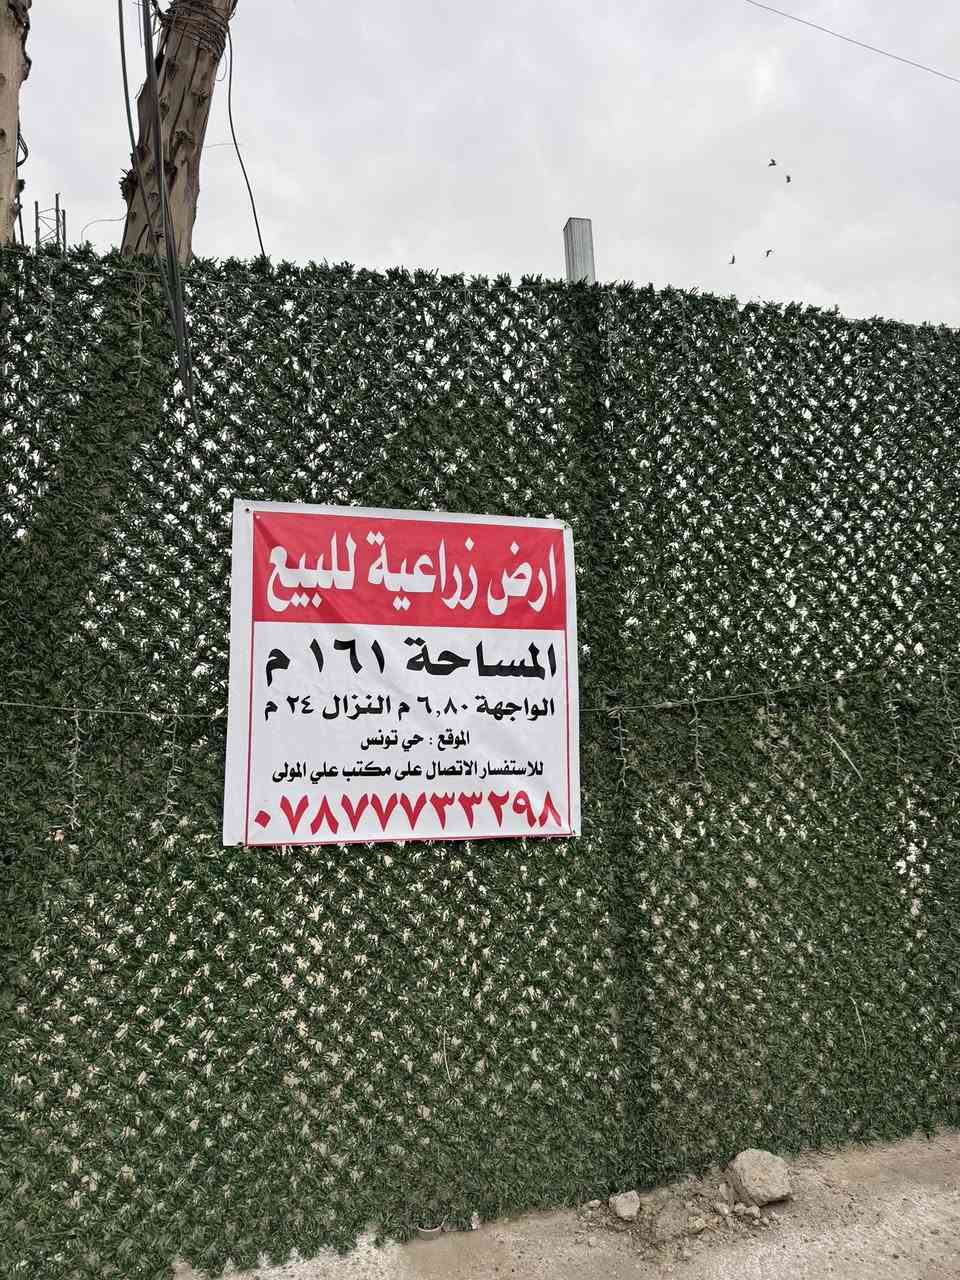 ارض زراعية للبيع
المساحة ١٦١ م
الواجهة ٦,٨٠ م النزال ٢٤ م
الموقع : حي تونس
للاستفسار الاتصال على مكتب علي المولى
٠٧٨٧٧٧٣٣٢٩٨